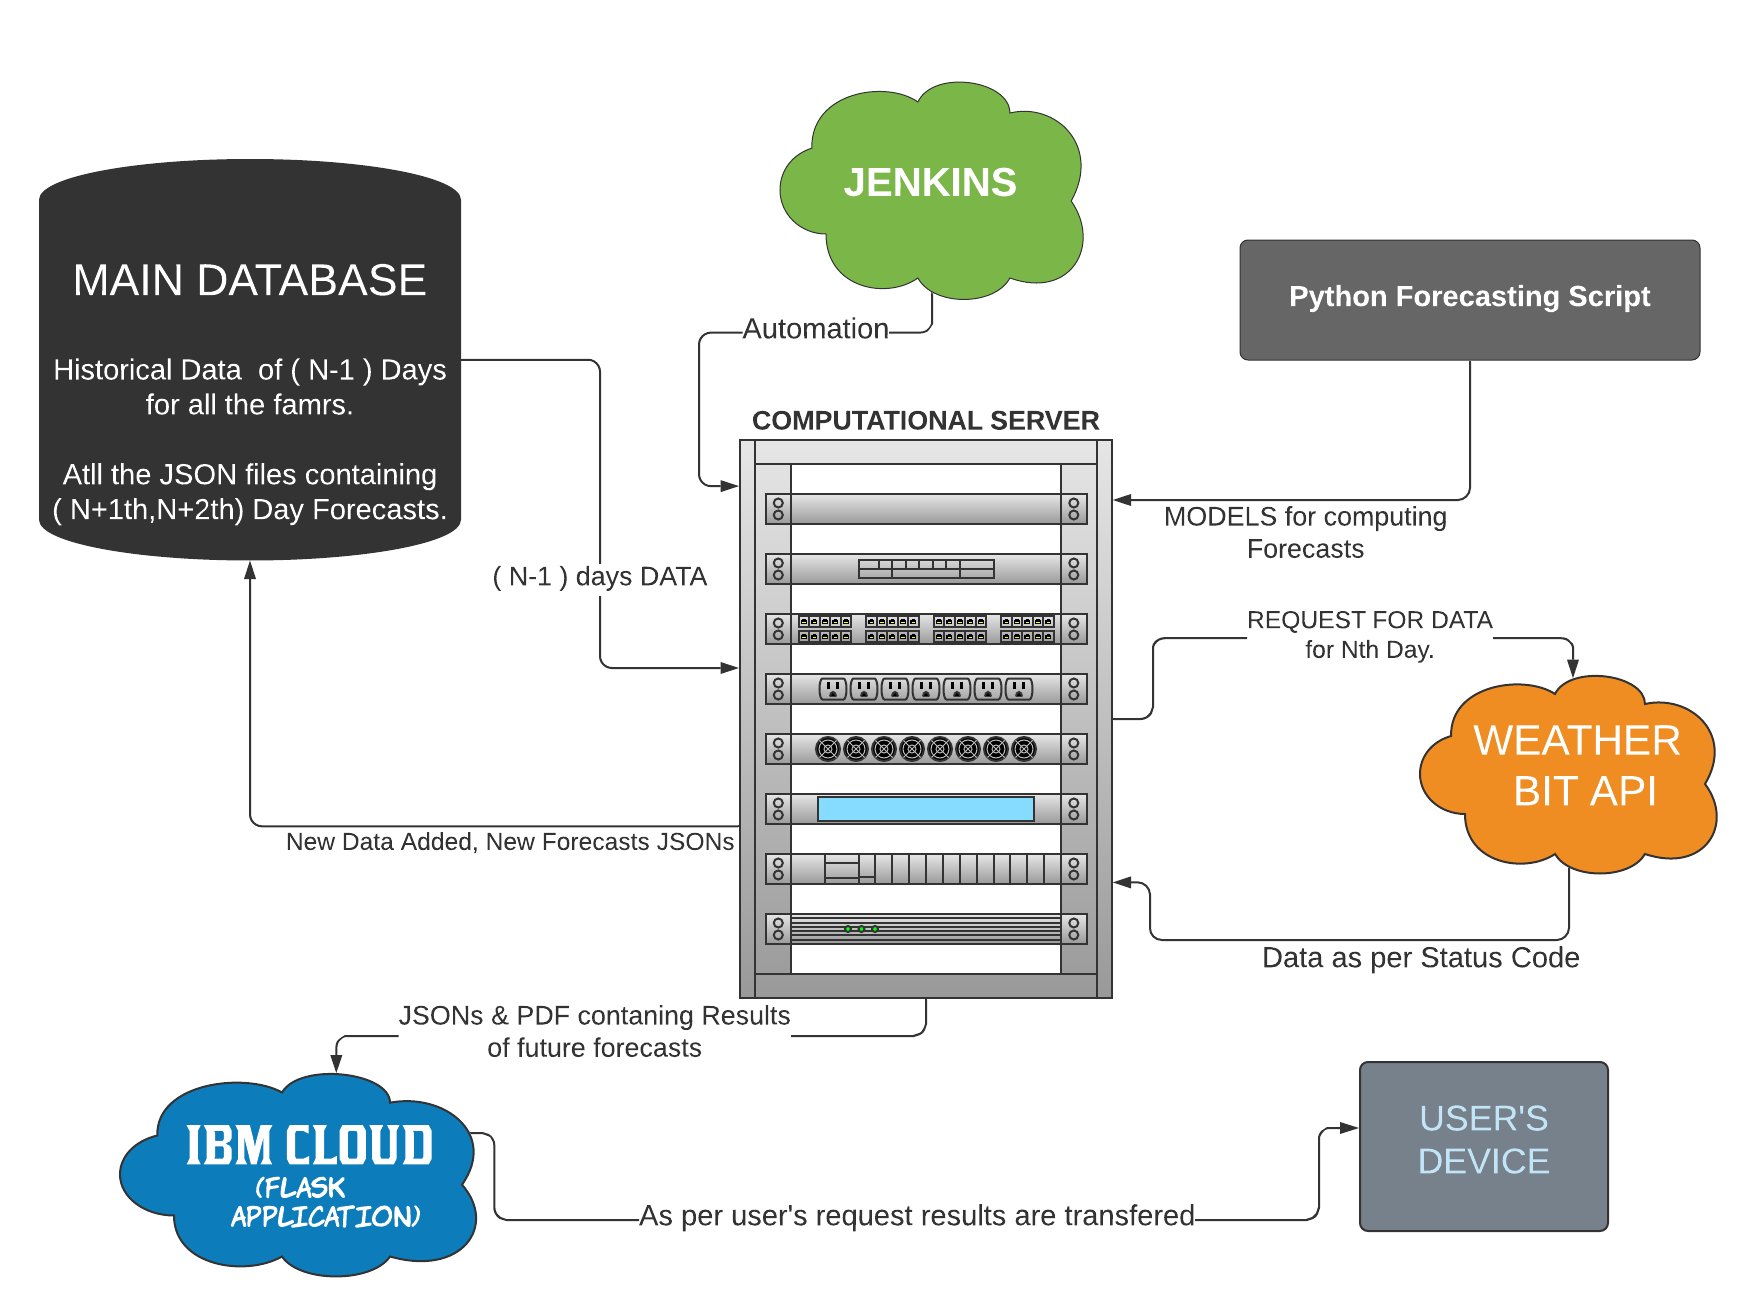 JENKINS
MAIN DATABASE
Historical Data  of ( N-1 ) Days
for all the famrs.
Atll the JSON files containing
( N+1th,N+2th) Day Forecasts.
Automation
Python Forecasting Script
COMPUTATIONAL SERVER
MODELS for computing
Forecasts
( N-1 ) days DATA
REQUEST FOR DATA
for Nth Day.
WEATHER
BIT API
New Data Added, New Forecasts JSONs
Data as per Status Code
JSONs & PDF contaning Results
of future forecasts
IBM CLOUD
(FLASK
APPLICATION)
USER'S
DEVICE
As per user's request results are transfered